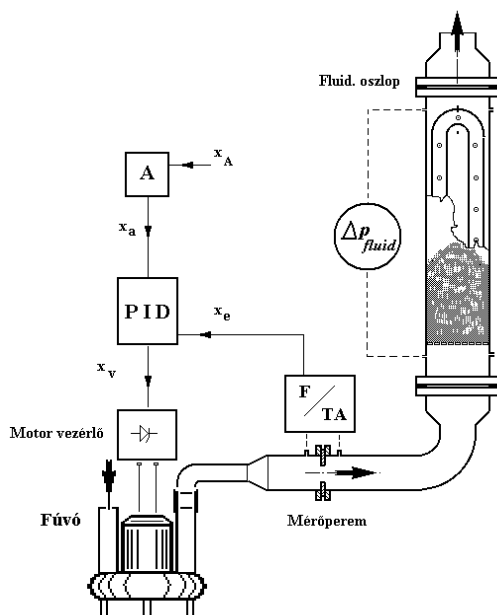 Fluid. oszlop
x_A
A
x_a
Δp_fluid
PID
x_e
x_v
F
TA
Motor vezérlő
Fúvó
Mérőperem